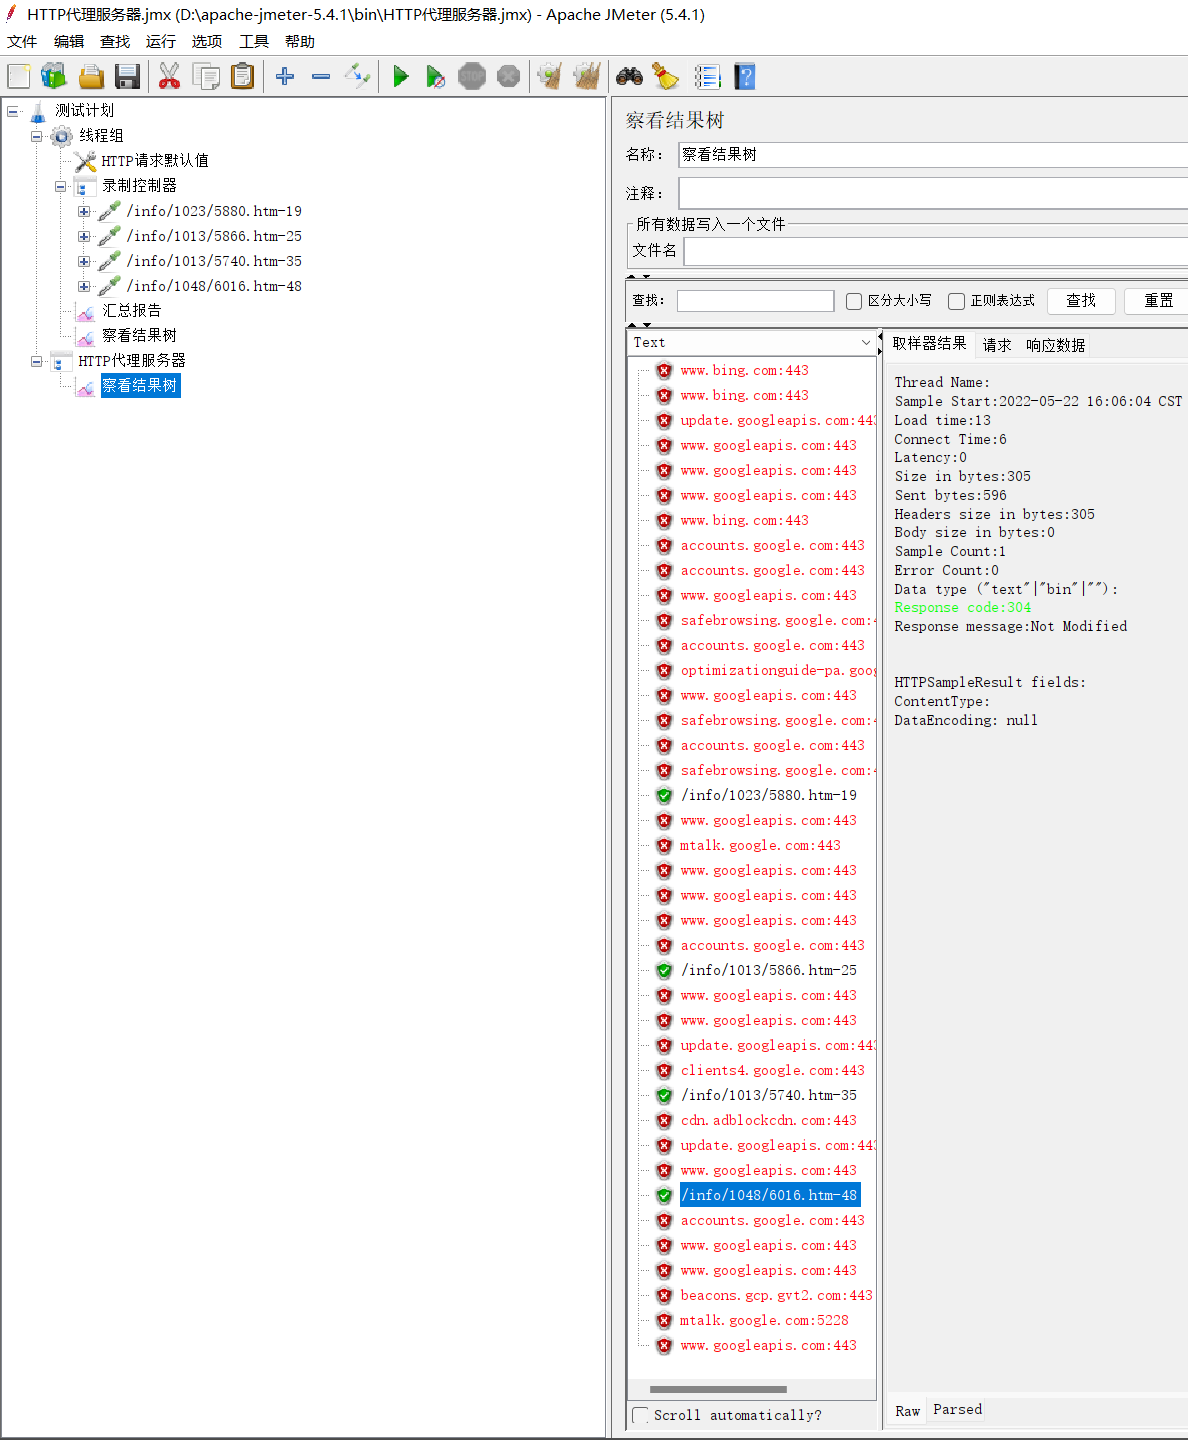 HTTP代理服务器.jmx (D:\apache-jmeter-5.4.1\bin\HTTP代理服务器.jmx) - Apache JMeter (5.4.1)
文件 编辑 查找 运行 选项 工具 帮助
STOP
测试计划
线程组
HTTP请求默认值
录制控制器
/info/1023/5880.htm-19
/info/1013/5866.htm-25
/info/1013/5740.htm-35
/info/1048/6016.htm-48
汇总报告
察看结果树
HTTP代理服务器
察看结果树
察看结果树
名称： 察看结果树
注释：
所有数据写入一个文件
文件名
查找： 区分大小写 正则表达式 查找 重置
Text
www.bing.com:443
www.bing.com:443
update.googleapis.com:443
www.googleapis.com:443
www.googleapis.com:443
www.googleapis.com:443
www.bing.com:443
accounts.google.com:443
accounts.google.com:443
www.googleapis.com:443
safebrowsing.google.com:4
accounts.google.com:443
optimizationguide-pa.goog
www.googleapis.com:443
safebrowsing.google.com:4
accounts.google.com:443
safebrowsing.google.com:4
/info/1023/5880.htm-19
www.googleapis.com:443
mtalk.google.com:443
www.googleapis.com:443
www.googleapis.com:443
www.googleapis.com:443
accounts.google.com:443
/info/1013/5866.htm-25
www.googleapis.com:443
www.googleapis.com:443
update.googleapis.com:443
clients4.google.com:443
/info/1013/5740.htm-35
cdn.adblockcdn.com:443
update.googleapis.com:443
www.googleapis.com:443
/info/1048/6016.htm-48
accounts.google.com:443
www.googleapis.com:443
www.googleapis.com:443
beacons.gcp.gvt2.com:443
mtalk.google.com:5228
www.googleapis.com:443
Scroll automatically?
取样器结果 请求 响应数据
Thread Name:
Sample Start:2022-05-22 16:06:04 CST
Load time:13
Connect Time:6
Latency:0
Size in bytes:305
Sent bytes:596
Headers size in bytes:305
Body size in bytes:0
Sample Count:1
Error Count:0
Data type ("text"|"bin"|""):
Response code:304
Response message:Not Modified
HTTPSampleResult fields:
ContentType:
DataEncoding: null
Raw Parsed